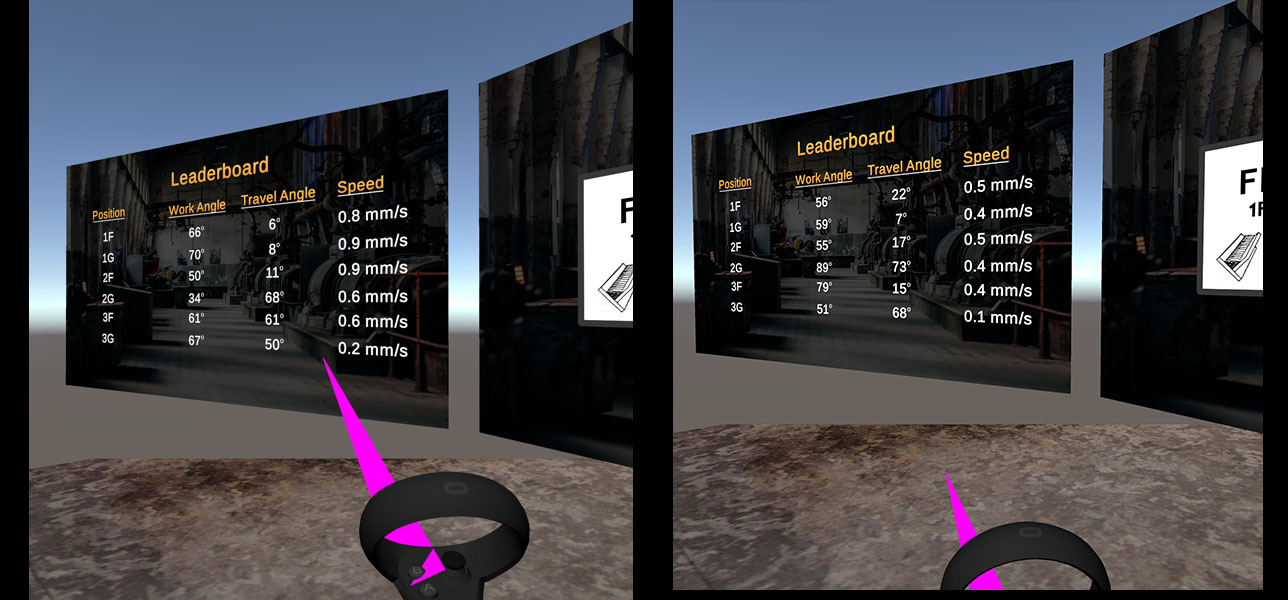 Leaderboard
Position Work Angle Travel Angle Speed
1F 66° 6° 0.8 mm/s
1G 70° 8° 0.9 mm/s
2F 50° 11° 0.9 mm/s
2G 34° 68° 0.6 mm/s
3F 61° 61° 0.6 mm/s
3G 67° 50° 0.2 mm/s
B
A
Leaderboard
Position Work Angle Travel Angle Speed
1F 56° 22° 0.5 mm/s
1G 59° 7° 0.4 mm/s
2F 55° 17° 0.5 mm/s
2G 89° 73° 0.4 mm/s
3F 79° 15° 0.4 mm/s
3G 51° 68° 0.1 mm/s